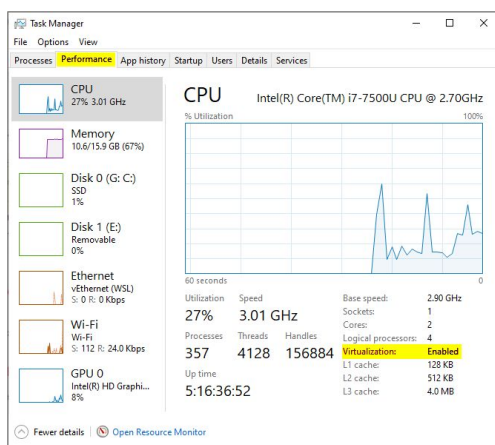 Task Manager
File Options View
Processes Performance App history Startup Users Details Services
CPU
27% 3.01 GHz
Memory
10.6/15.9 GB (67%)
Disk 0 (G: C:)
SSD
1%
Disk 1 (E:)
Removable
0%
Ethernet
vEthernet (WSL)
S: 0 R: 0 Kbps
Wi-Fi
Wi-Fi
S: 112 R: 24.0 Kbps
GPU 0
Intel(R) HD Graphi...
8%
CPU Intel(R) Core(TM) i7-7500U CPU @ 2.70GHz
% Utilization 100%
60 seconds 0
Utilization Speed
27% 3.01 GHz
Processes Threads Handles
357 4128 156884
Up time
5:16:36:52
Base speed: 2.90 GHz
Sockets: 1
Cores: 2
Logical processors: 4
Virtualization: Enabled
L1 cache: 128 KB
L2 cache: 512 KB
L3 cache: 4.0 MB
Fewer details Open Resource Monitor